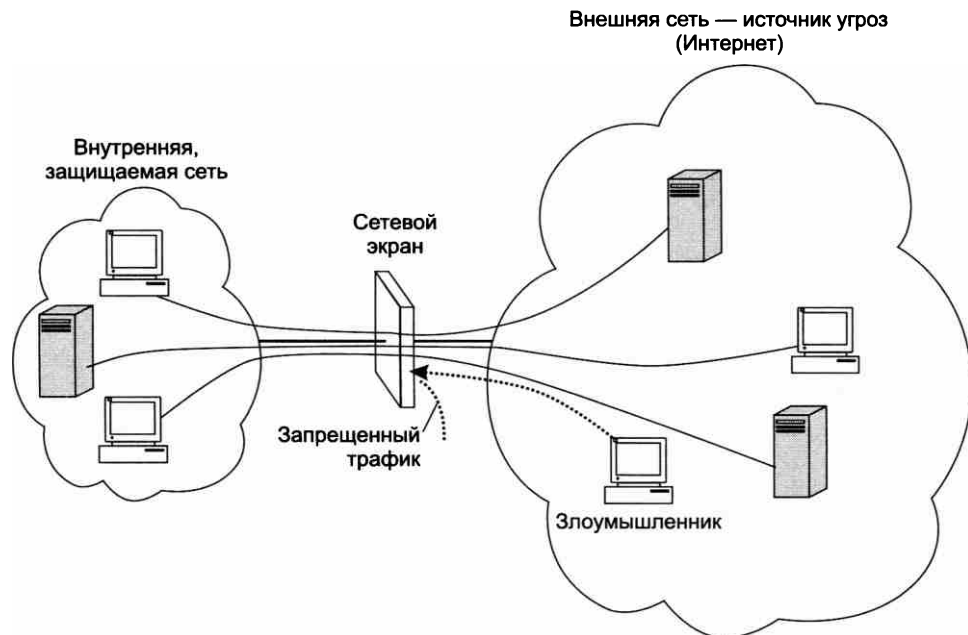 Внешняя сеть — источник угроз
(Интернет)
Внутренняя,
защищаемая сеть
Сетевой
экран
Запрещенный
трафик
Злоумышленник